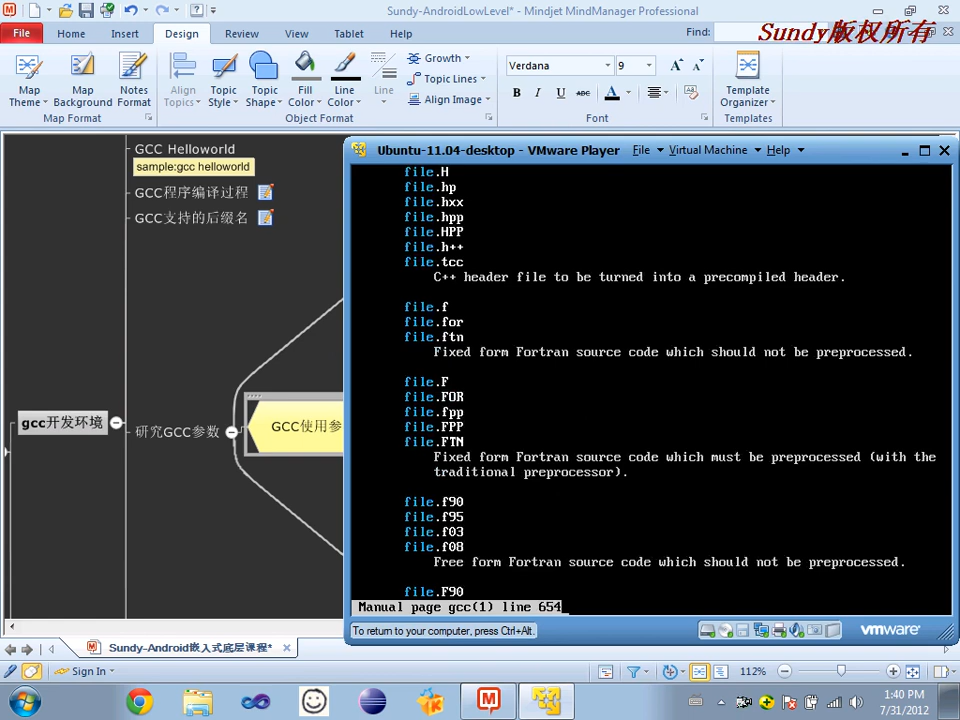 Sundy-AndroidLowLevel* - Mindjet MindManager Professional
File Home Insert Design Review View Tablet Help Find:
Sundy版权所有
Map Theme
Map Background
Notes Format
Align Topics
Topic Style
Topic Shape
Fill Color
Line Color
Line
Growth
Topic Lines
Align Image
Verdana 9
B I U ABC A
Template Organizer
Map Format
Object Format
Font
Templates
GCC Helloworld
sample:gcc helloworld
GCC程序编译过程
GCC支持的后缀名
gcc开发环境
研究GCC参数
GCC使用参
Ubuntu-11.04-desktop - VMware Player File Virtual Machine Help
file.H
file.hp
file.hxx
file.hpp
file.HPP
file.h++
file.tcc
C++ header file to be turned into a precompiled header.
file.f
file.for
file.ftn
Fixed form Fortran source code which should not be preprocessed.
file.F
file.FOR
file.fpp
file.FPP
file.FTN
Fixed form Fortran source code which must be preprocessed (with the
traditional preprocessor).
file.f90
file.f95
file.f03
file.f08
Free form Fortran source code which should not be preprocessed.
file.F90
Manual page gcc(1) line 654
To return to your computer, press Ctrl+Alt.
vmware
Sundy-Android嵌入式底层课程*
Sign In
112%
1:40 PM
7/31/2012